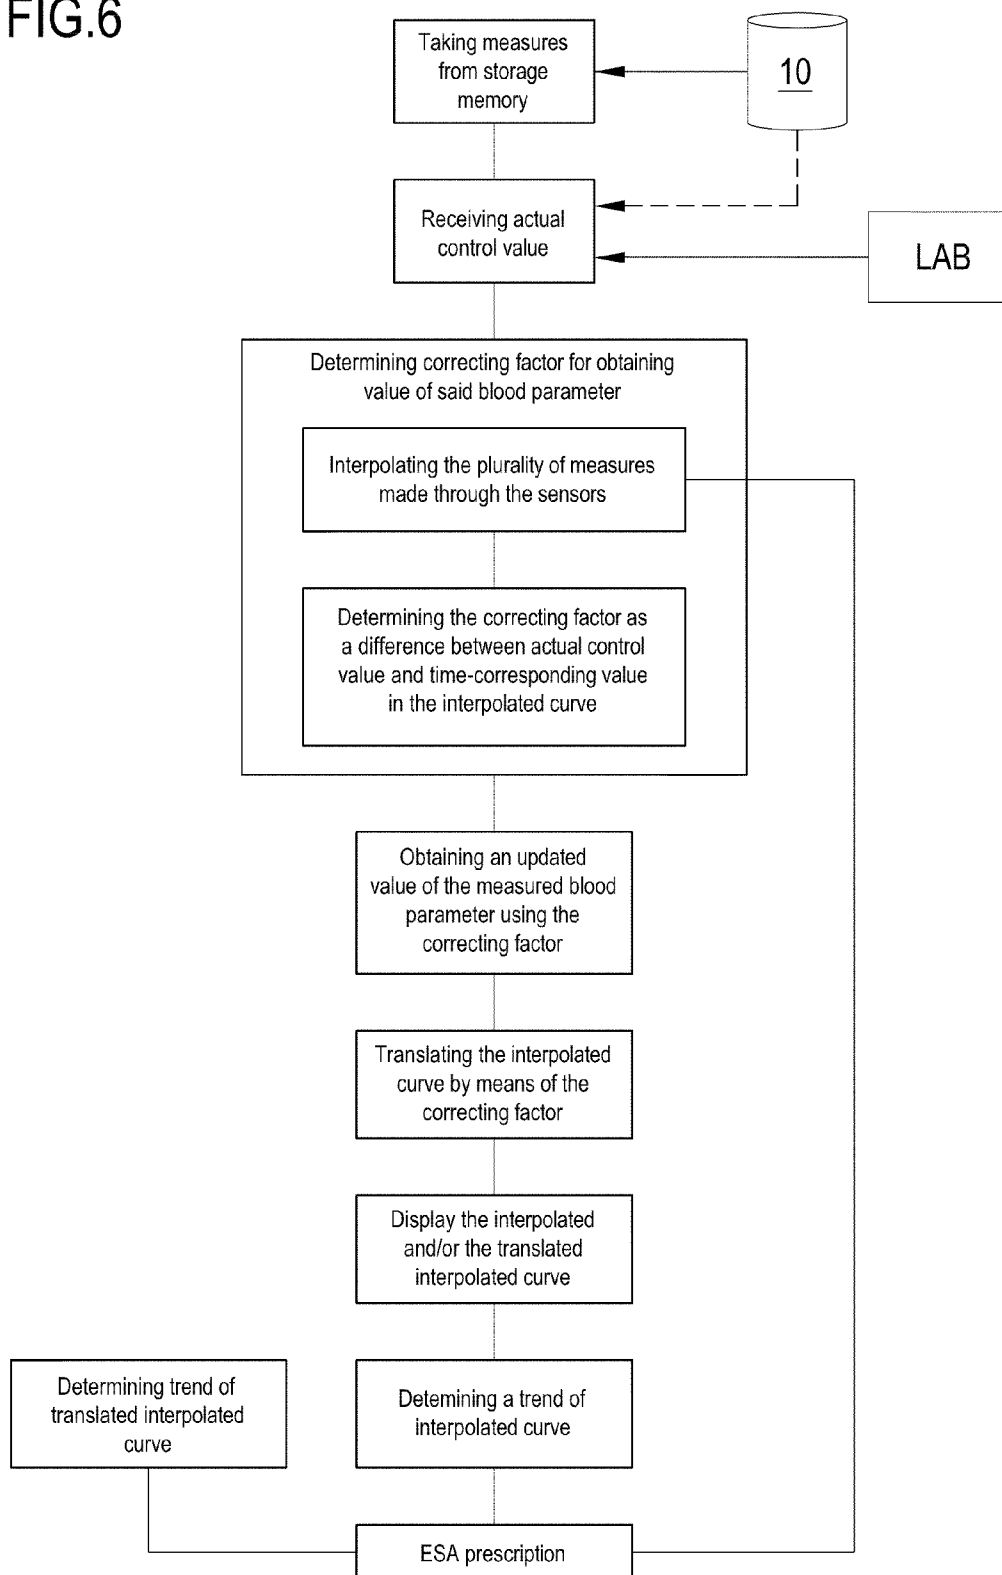 FIG.6
Taking measures
from storage
memory
10
Receiving actual
control value
LAB
Determining correcting factor for obtaining
value of said blood parameter
Interpolating the plurality of measures
made through the sensors
Determining the correcting factor as
a difference between actual control
value and time-corresponding value
in the interpolated curve
Obtaining an updated
value of the measured blood
parameter using the
correcting factor
Translating the interpolated
curve by means of the
correcting factor
Display the interpolated
and/or the translated
interpolated curve
Determining trend of
translated interpolated
curve
Detemining a trend of
interpolated curve
ESA prescription